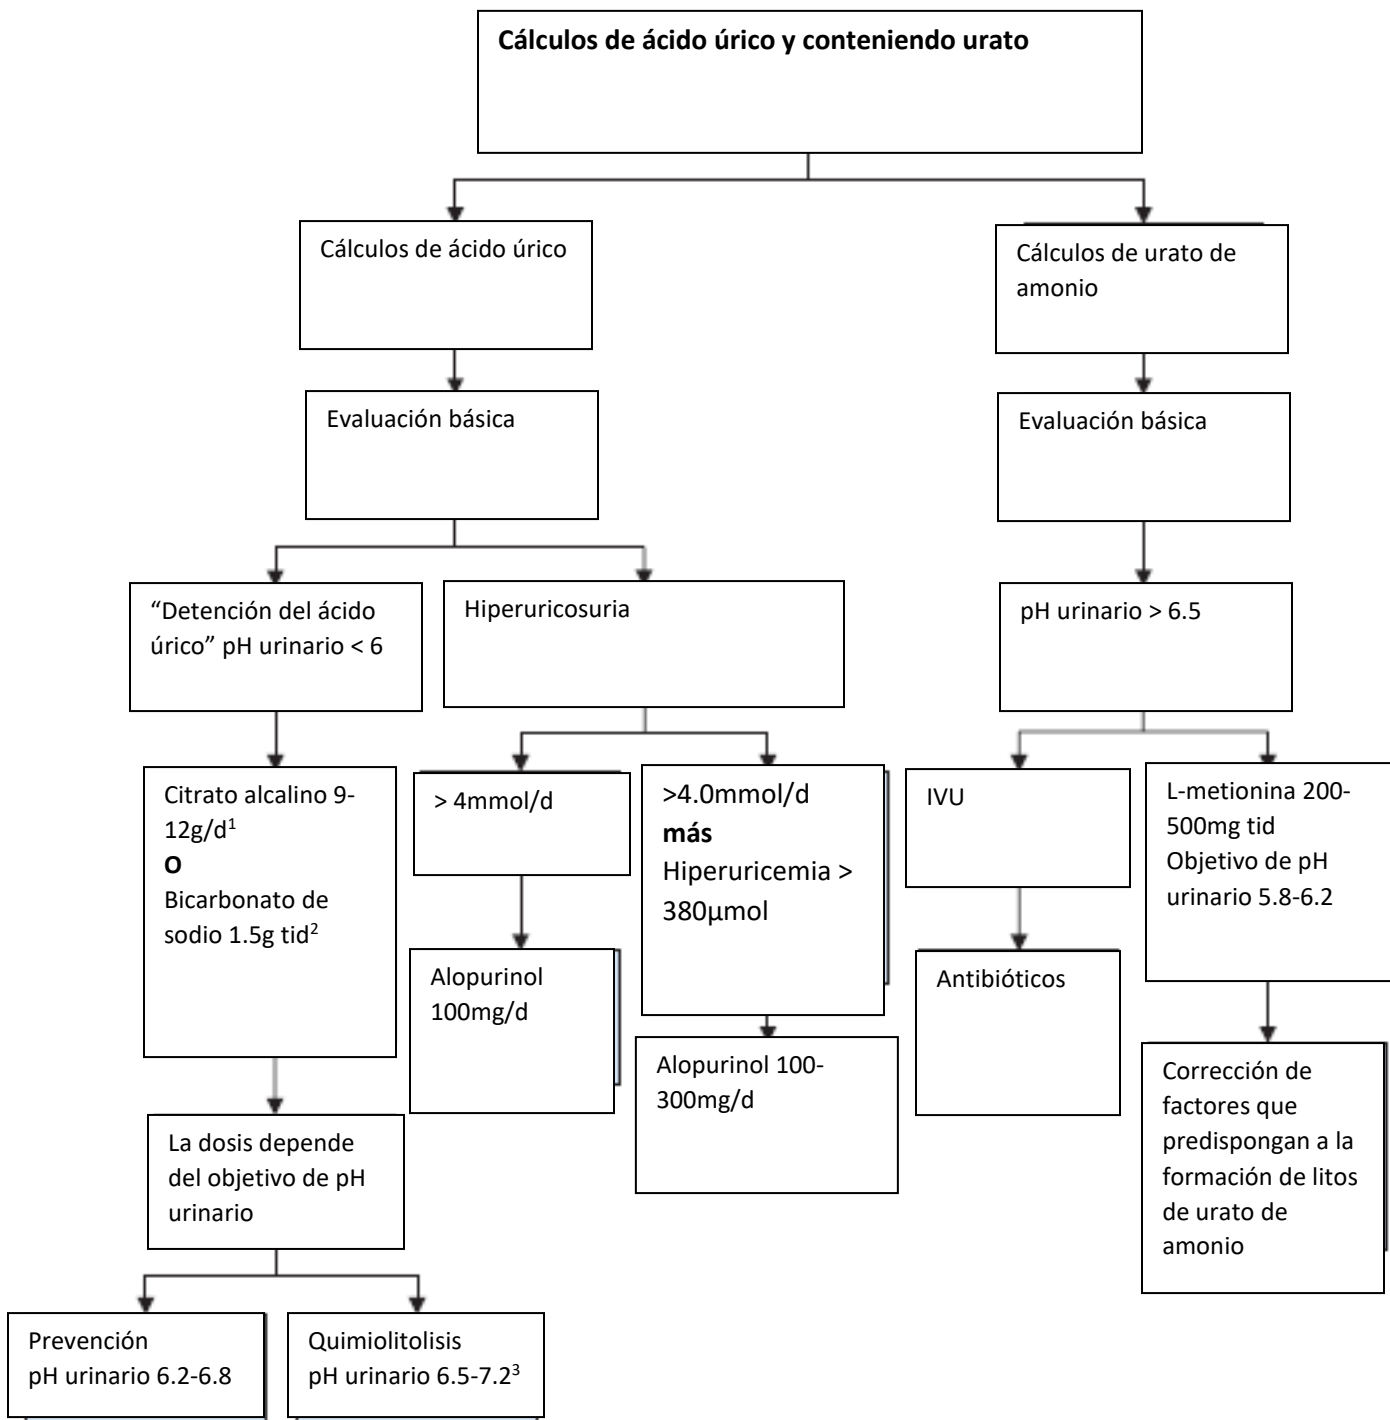 Cálculos de ácido úrico y conteniendo urato
Cálculos de ácido úrico
Cálculos de urato de
amonio
Evaluación básica
Evaluación básica
“Detención del ácido
úrico” pH urinario < 6
Hiperuricosuria
pH urinario > 6.5
Citrato alcalino 9-
12g/d¹
O
Bicarbonato de
sodio 1.5g tid²
> 4mmol/d
>4.0mmol/d
más
Hiperuricemia >
380µmol
IVU
L-metionina 200-
500mg tid
Objetivo de pH
urinario 5.8-6.2
Alopurinol
100mg/d
Alopurinol 100-
300mg/d
Antibióticos
Corrección de
factores que
predispongan a la
formación de litos
de urato de
amonio
La dosis depende
del objetivo de pH
urinario
Prevención
pH urinario 6.2-6.8
Quimiolitolisis
pH urinario 6.5-7.2³